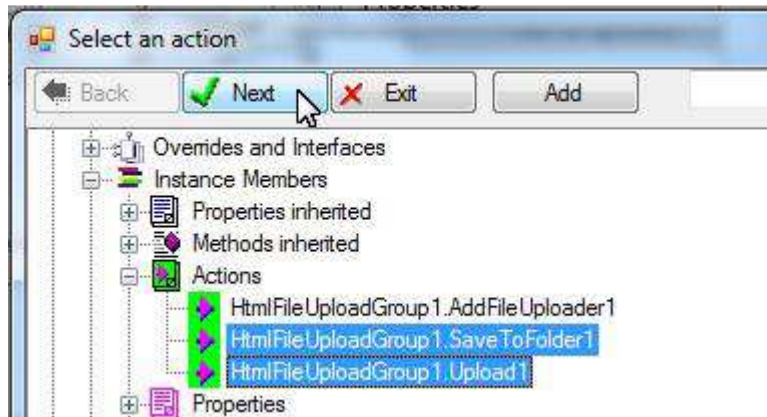 Select an action
Back Next Exit Add
Overrides and Interfaces
Instance Members
Properties inherited
Methods inherited
Actions
HtmlFileUploadGroup1.AddFileUploader1
HtmlFileUploadGroup1.SaveToFolder1
HtmlFileUploadGroup1.Upload1
Properties